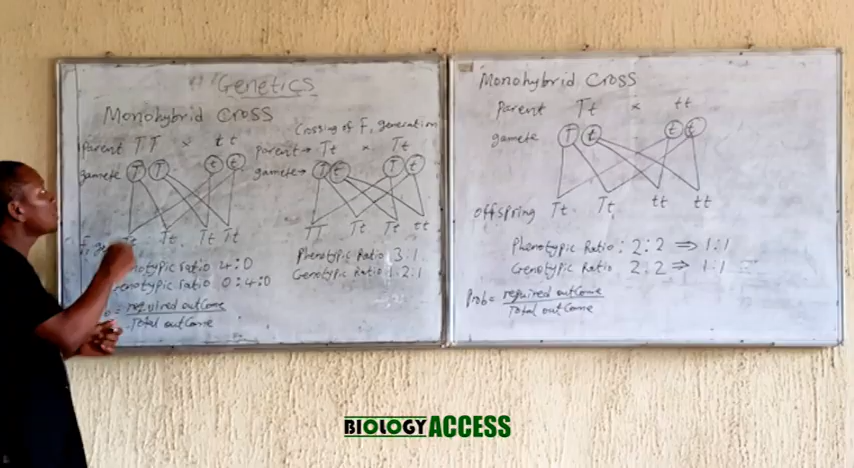 Genetics
Monohybrid Cross
Crossing of F₁ generation
parent TT × tt
parent→ Tt × Tt
gamete T T t t
gamete→ T t T t
F₁ Tt Tt Tt Tt
TT Tt Tt tt
notypic ratio 4:0
Phenotypic Ratio 3:1
enotypic ratio 0:4:0
Genotypic Ratio 1:2:1
= required outcome
Total outcome
Monohybrid Cross
Parent Tt × tt
gamete T t t t
offspring Tt Tt tt tt
Phenotypic Ratio: 2:2 ⇒ 1:1
Genotypic Ratio 2:2 ⇒ 1:1
Prob= required outcome
Total outcome
BIOLOGY ACCESS